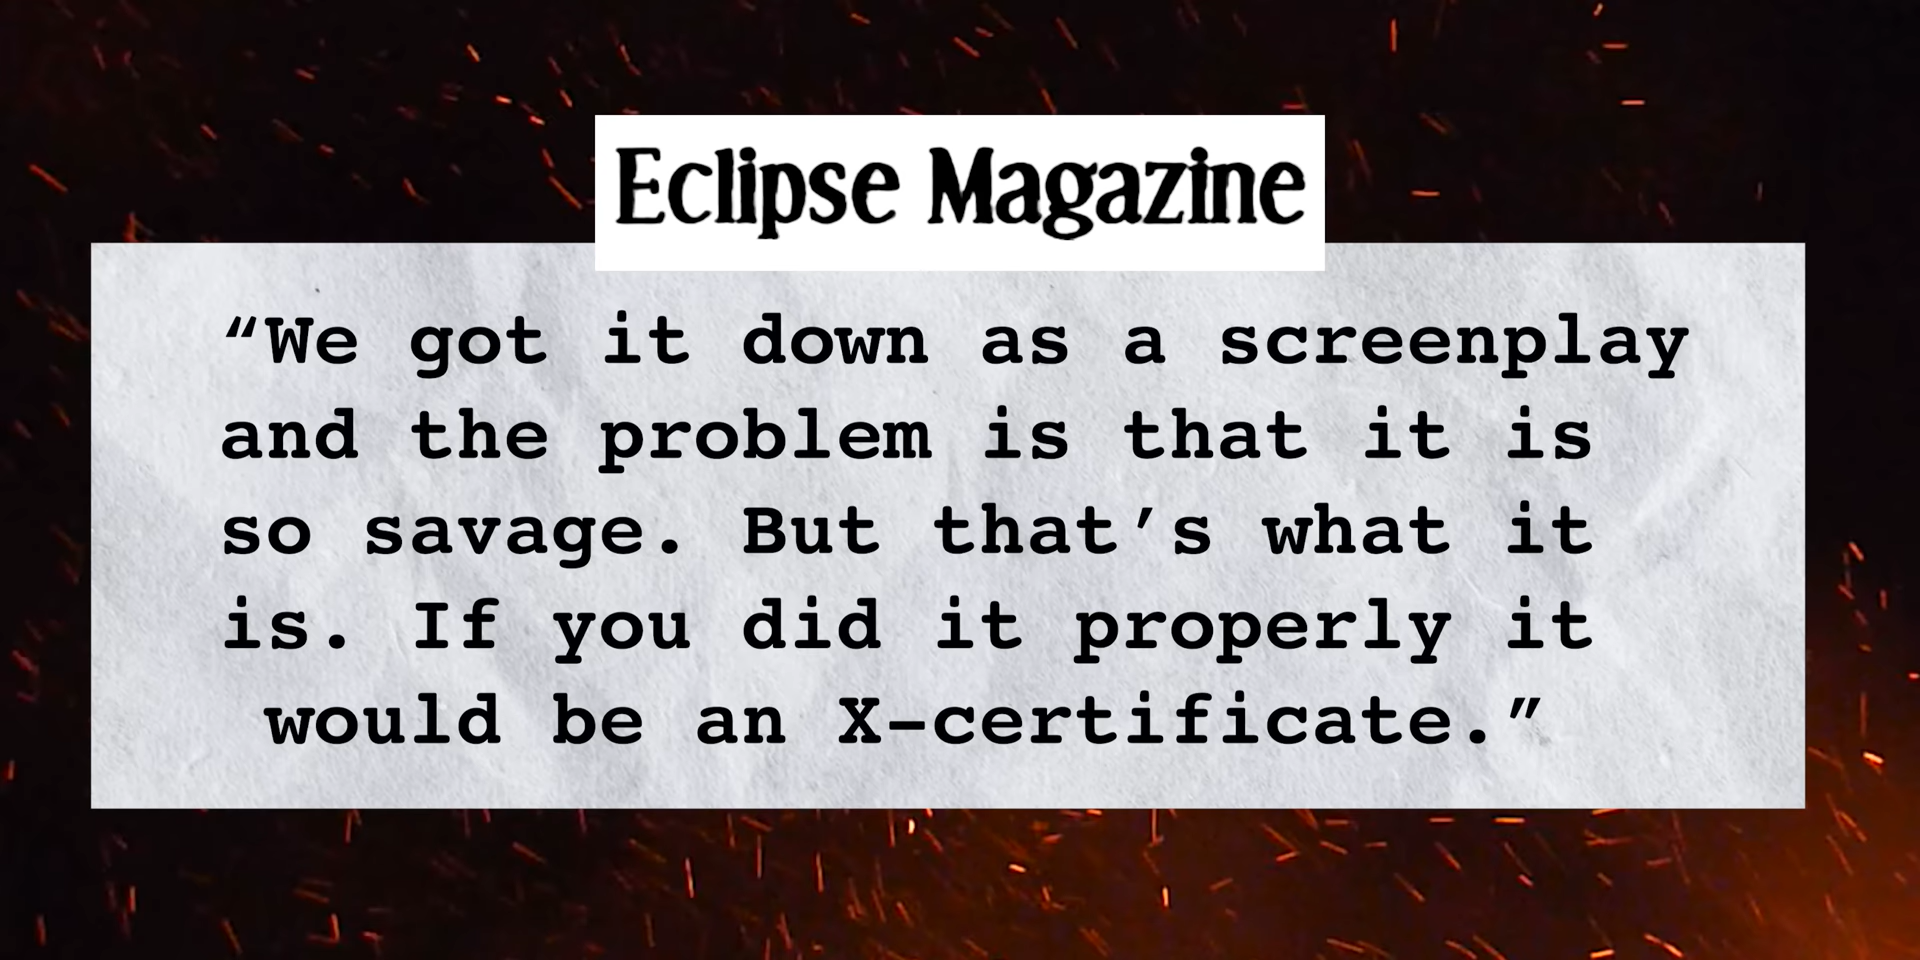 Eclipse Magazine
“We got it down as a screenplay
and the problem is that it is
so savage. But that’s what it
is. If you did it properly it
would be an X-certificate.”